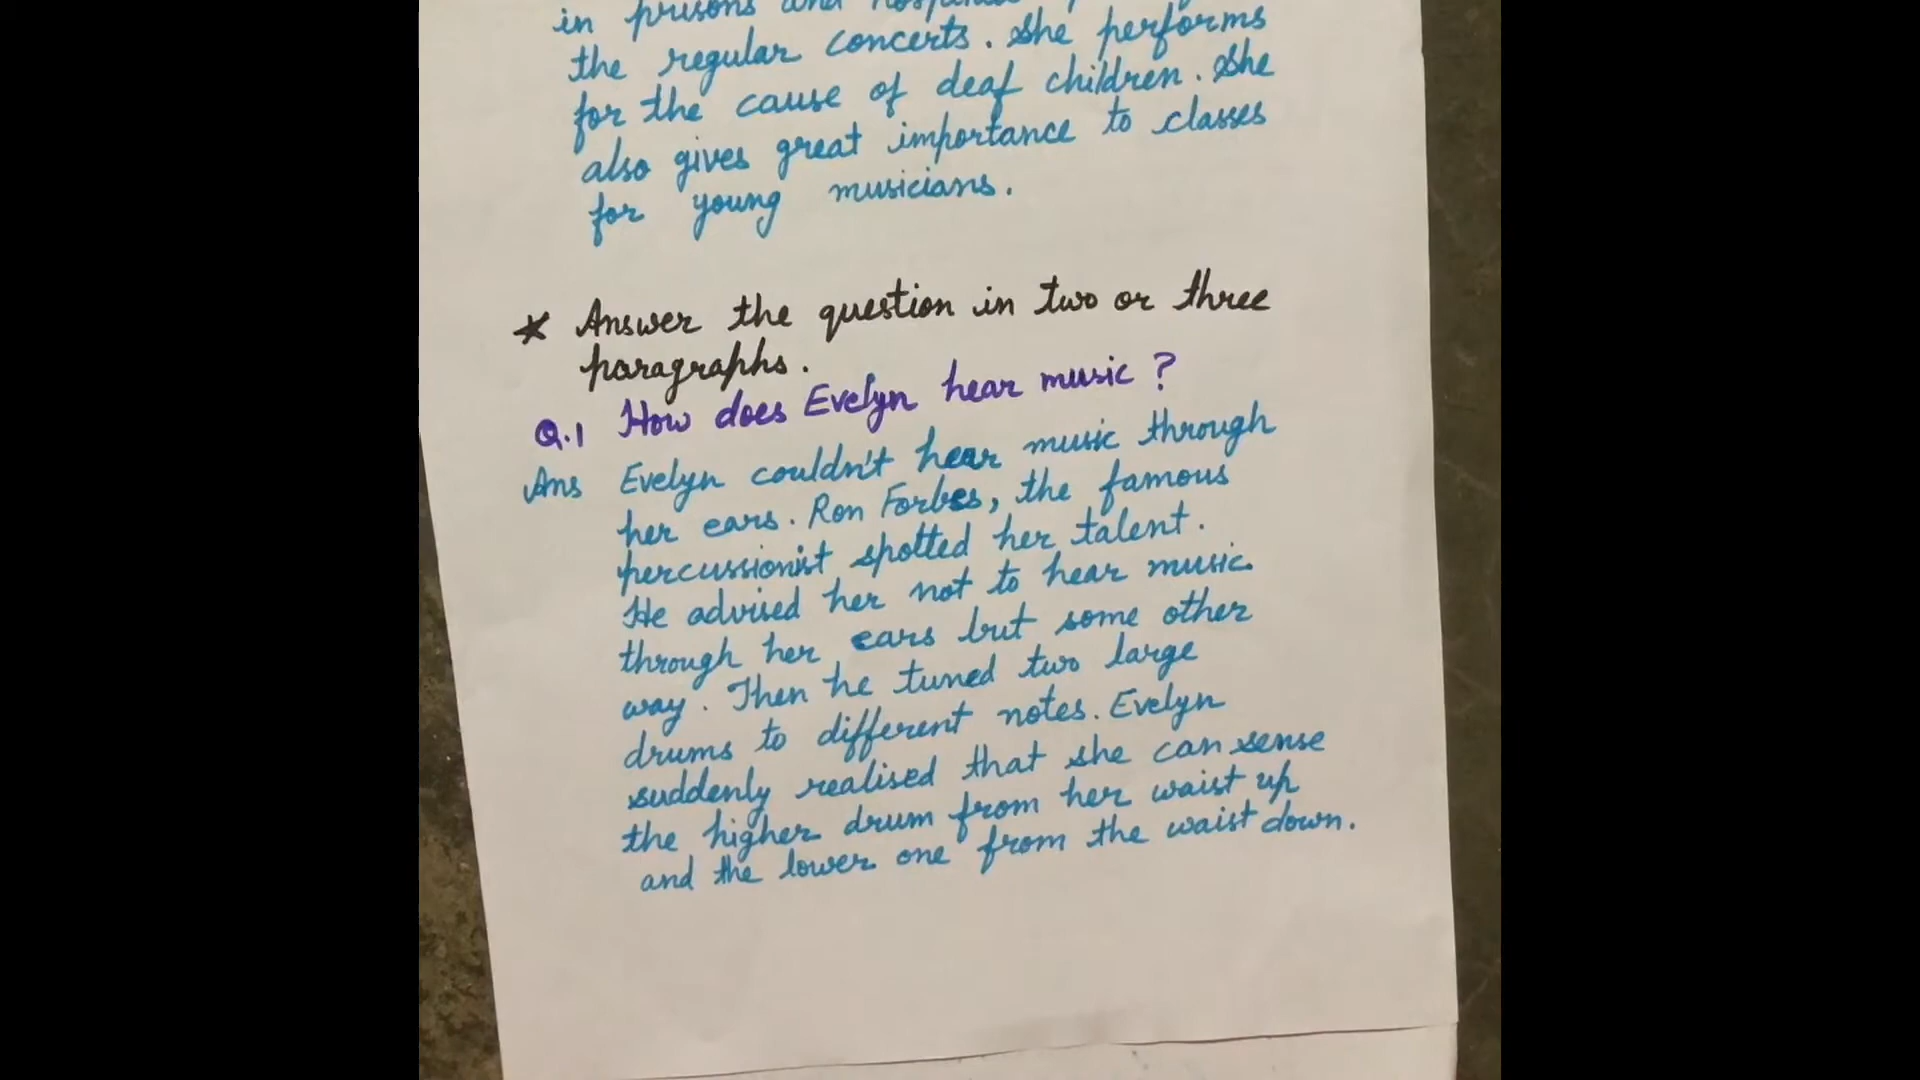 in prisons and hospitals
the regular concerts. She performs
for the cause of deaf children. She
also gives great importance to classes
for young musicians.
* Answer the question in two or three
paragraphs.
Q.1 How does Evelyn hear music ?
Ans Evelyn couldn't hear music through
her ears. Ron Forbes, the famous
percussionist spotted her talent.
He advised her not to hear music
through her ears but some other
way. Then he tuned two large
drums to different notes. Evelyn
suddenly realised that she can sense
the higher drum from her waist up
and the lower one from the waist down.